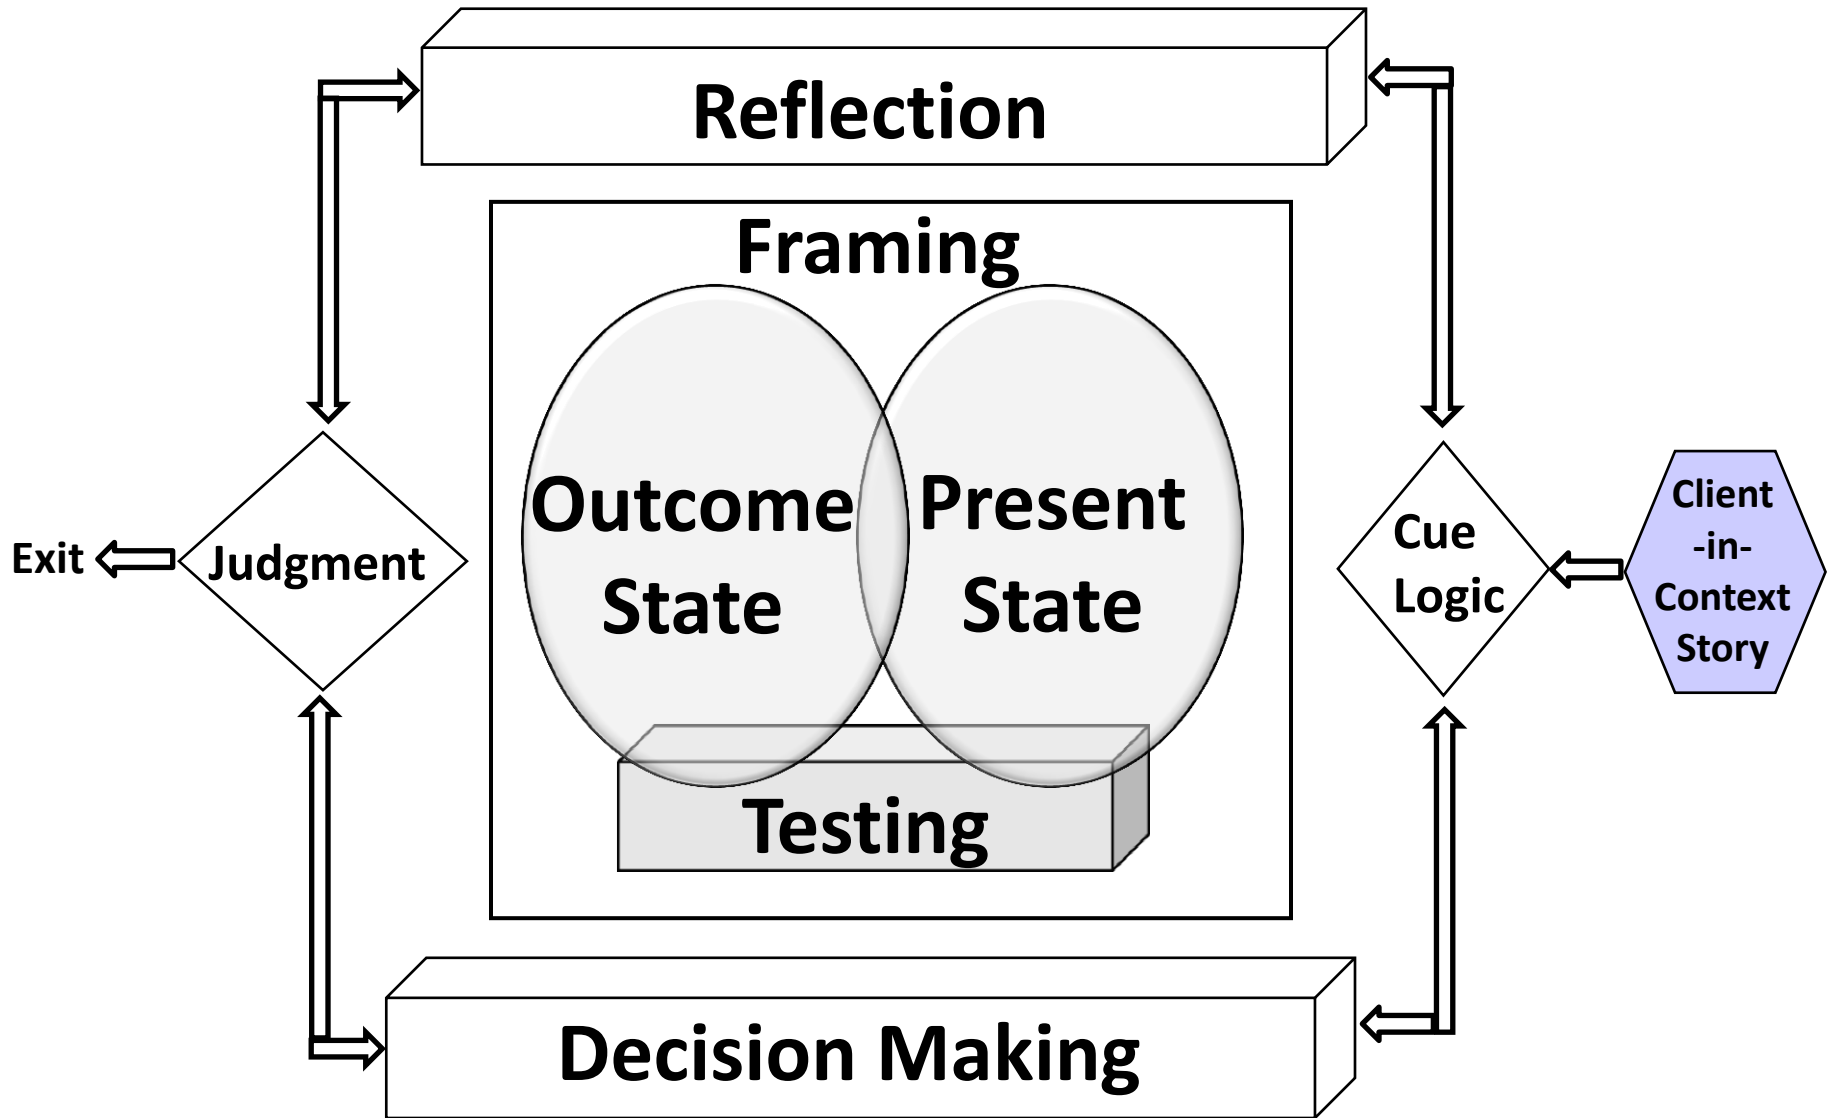 Reflection
Framing
Outcome
State
Present
State
Testing
Exit
Judgment
Cue
Logic
Client
-in-
Context
Story
Decision Making